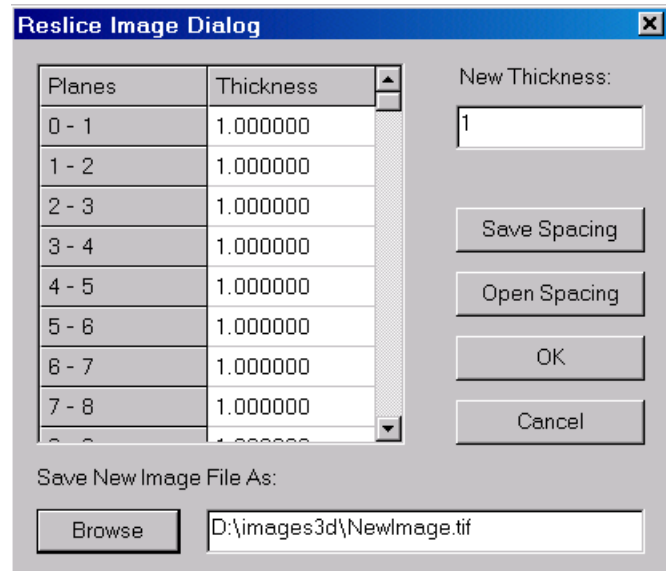 Reslice Image Dialog
Planes Thickness
0 - 1 1.000000
1 - 2 1.000000
2 - 3 1.000000
3 - 4 1.000000
4 - 5 1.000000
5 - 6 1.000000
6 - 7 1.000000
7 - 8 1.000000
New Thickness:
1
Save Spacing
Open Spacing
OK
Cancel
Save New Image File As:
Browse
D:\images3d\NewImage.tif